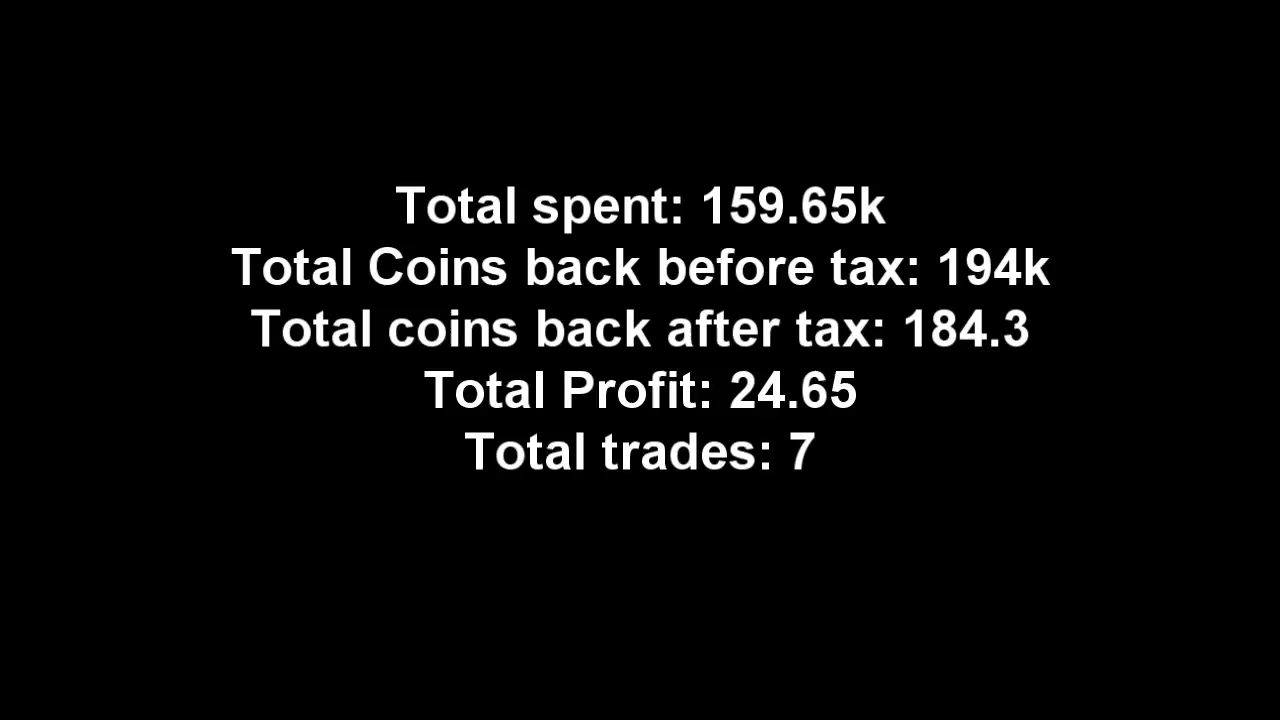 Total spent: 159.65k
Total Coins back before tax: 194k
Total coins back after tax: 184.3
Total Profit: 24.65
Total trades: 7